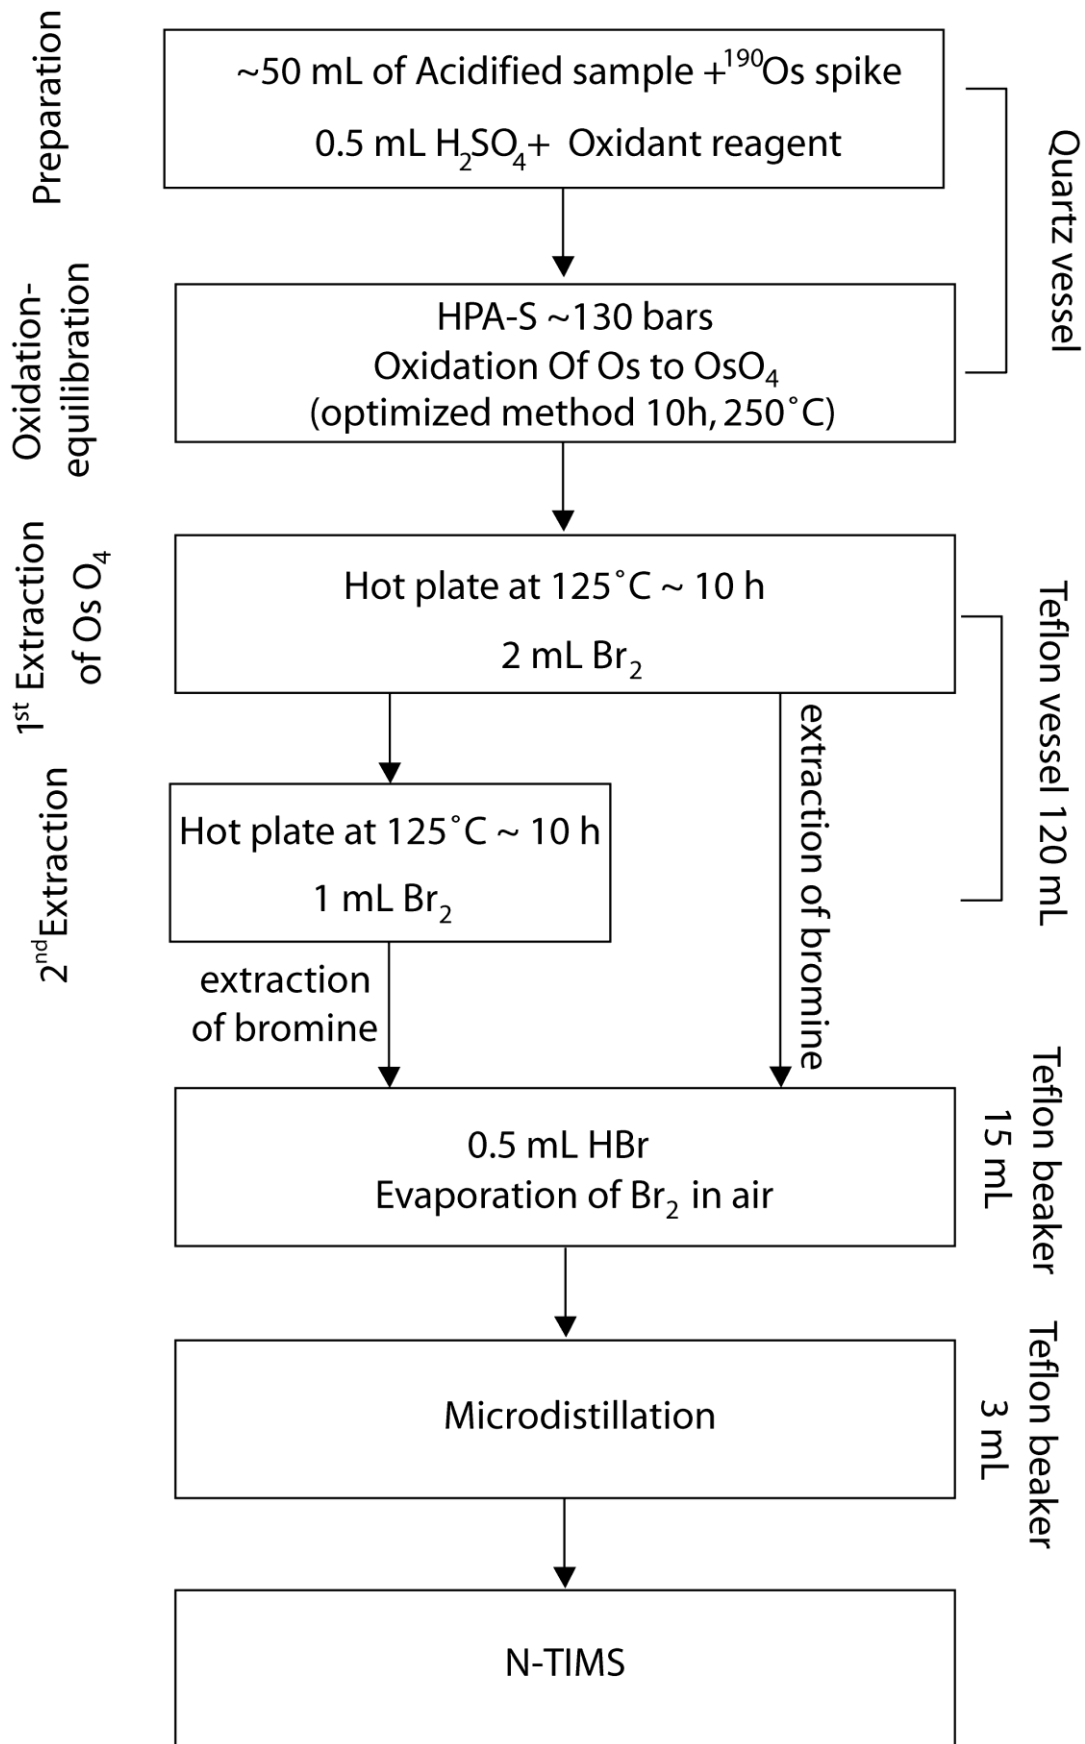 Preparation
~50 mL of Acidified sample +¹⁹⁰Os spike
0.5 mL H₂SO₄+ Oxidant reagent
Quartz vessel
Oxidation-
equilibration
HPA-S ~130 bars
Oxidation Of Os to OsO₄
(optimized method 10h, 250˚C)
1ˢᵗ Extraction
of Os O₄
Hot plate at 125˚C ~ 10 h
2 mL Br₂
Teflon vessel 120 mL
2ⁿᵈExtraction
Hot plate at 125˚C ~ 10 h
1 mL Br₂
extraction
of bromine
extraction of bromine
0.5 mL HBr
Evaporation of Br₂ in air
Teflon beaker
15 mL
Microdistillation
Teflon beaker
3 mL
N-TIMS